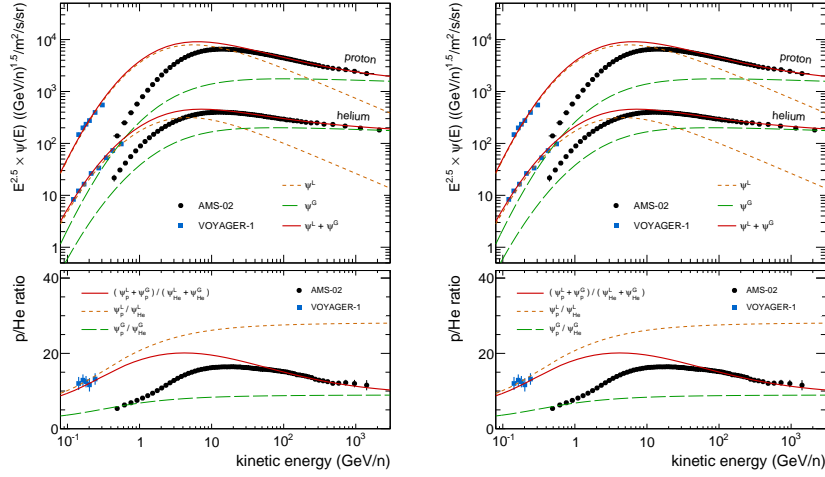 E^2.5 × ψ(E) ((GeV/n)^1.5/m²/s/sr)
10⁴
10³
10²
10
1
proton
helium
AMS-02
VOYAGER-1
ψ^L
ψ^G
ψ^L + ψ^G
p/He ratio
40
20
0
(ψ_p^L + ψ_p^G) / (ψ_He^L + ψ_He^G)
ψ_p^L / ψ_He^L
ψ_p^G / ψ_He^G
AMS-02
VOYAGER-1
10⁻¹
1
10
10²
10³
kinetic energy (GeV/n)
E^2.5 × ψ(E) ((GeV/n)^1.5/m²/s/sr)
10⁴
10³
10²
10
1
proton
helium
AMS-02
VOYAGER-1
ψ^L
ψ^G
ψ^L + ψ^G
p/He ratio
40
20
0
(ψ_p^L + ψ_p^G) / (ψ_He^L + ψ_He^G)
ψ_p^L / ψ_He^L
ψ_p^G / ψ_He^G
AMS-02
VOYAGER-1
10⁻¹
1
10
10²
10³
kinetic energy (GeV/n)